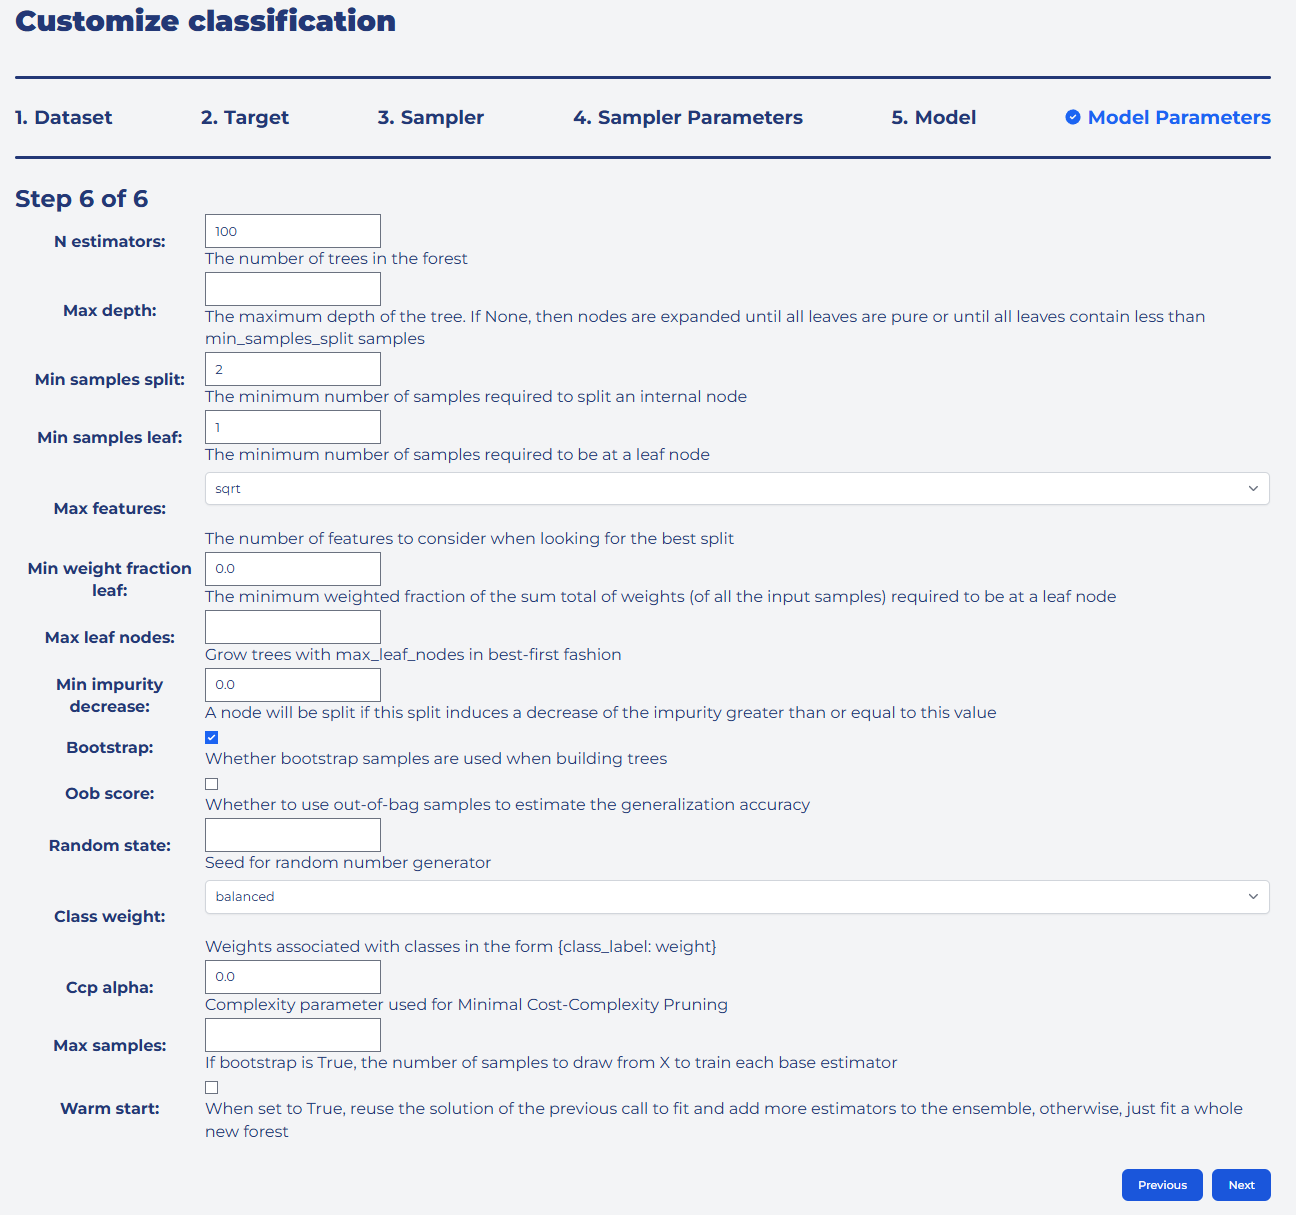 Customize classification
1. Dataset
2. Target
3. Sampler
4. Sampler Parameters
5. Model
Model Parameters
Step 6 of 6
N estimators:
100
The number of trees in the forest
Max depth:
The maximum depth of the tree. If None, then nodes are expanded until all leaves are pure or until all leaves contain less than
min_samples_split samples
Min samples split:
2
The minimum number of samples required to split an internal node
Min samples leaf:
1
The minimum number of samples required to be at a leaf node
Max features:
sqrt
The number of features to consider when looking for the best split
Min weight fraction
leaf:
0.0
The minimum weighted fraction of the sum total of weights (of all the input samples) required to be at a leaf node
Max leaf nodes:
Grow trees with max_leaf_nodes in best-first fashion
Min impurity
decrease:
0.0
A node will be split if this split induces a decrease of the impurity greater than or equal to this value
Bootstrap:
Whether bootstrap samples are used when building trees
Oob score:
Whether to use out-of-bag samples to estimate the generalization accuracy
Random state:
Seed for random number generator
Class weight:
balanced
Weights associated with classes in the form {class_label: weight}
Ccp alpha:
0.0
Complexity parameter used for Minimal Cost-Complexity Pruning
Max samples:
If bootstrap is True, the number of samples to draw from X to train each base estimator
Warm start:
When set to True, reuse the solution of the previous call to fit and add more estimators to the ensemble, otherwise, just fit a whole
new forest
Previous
Next